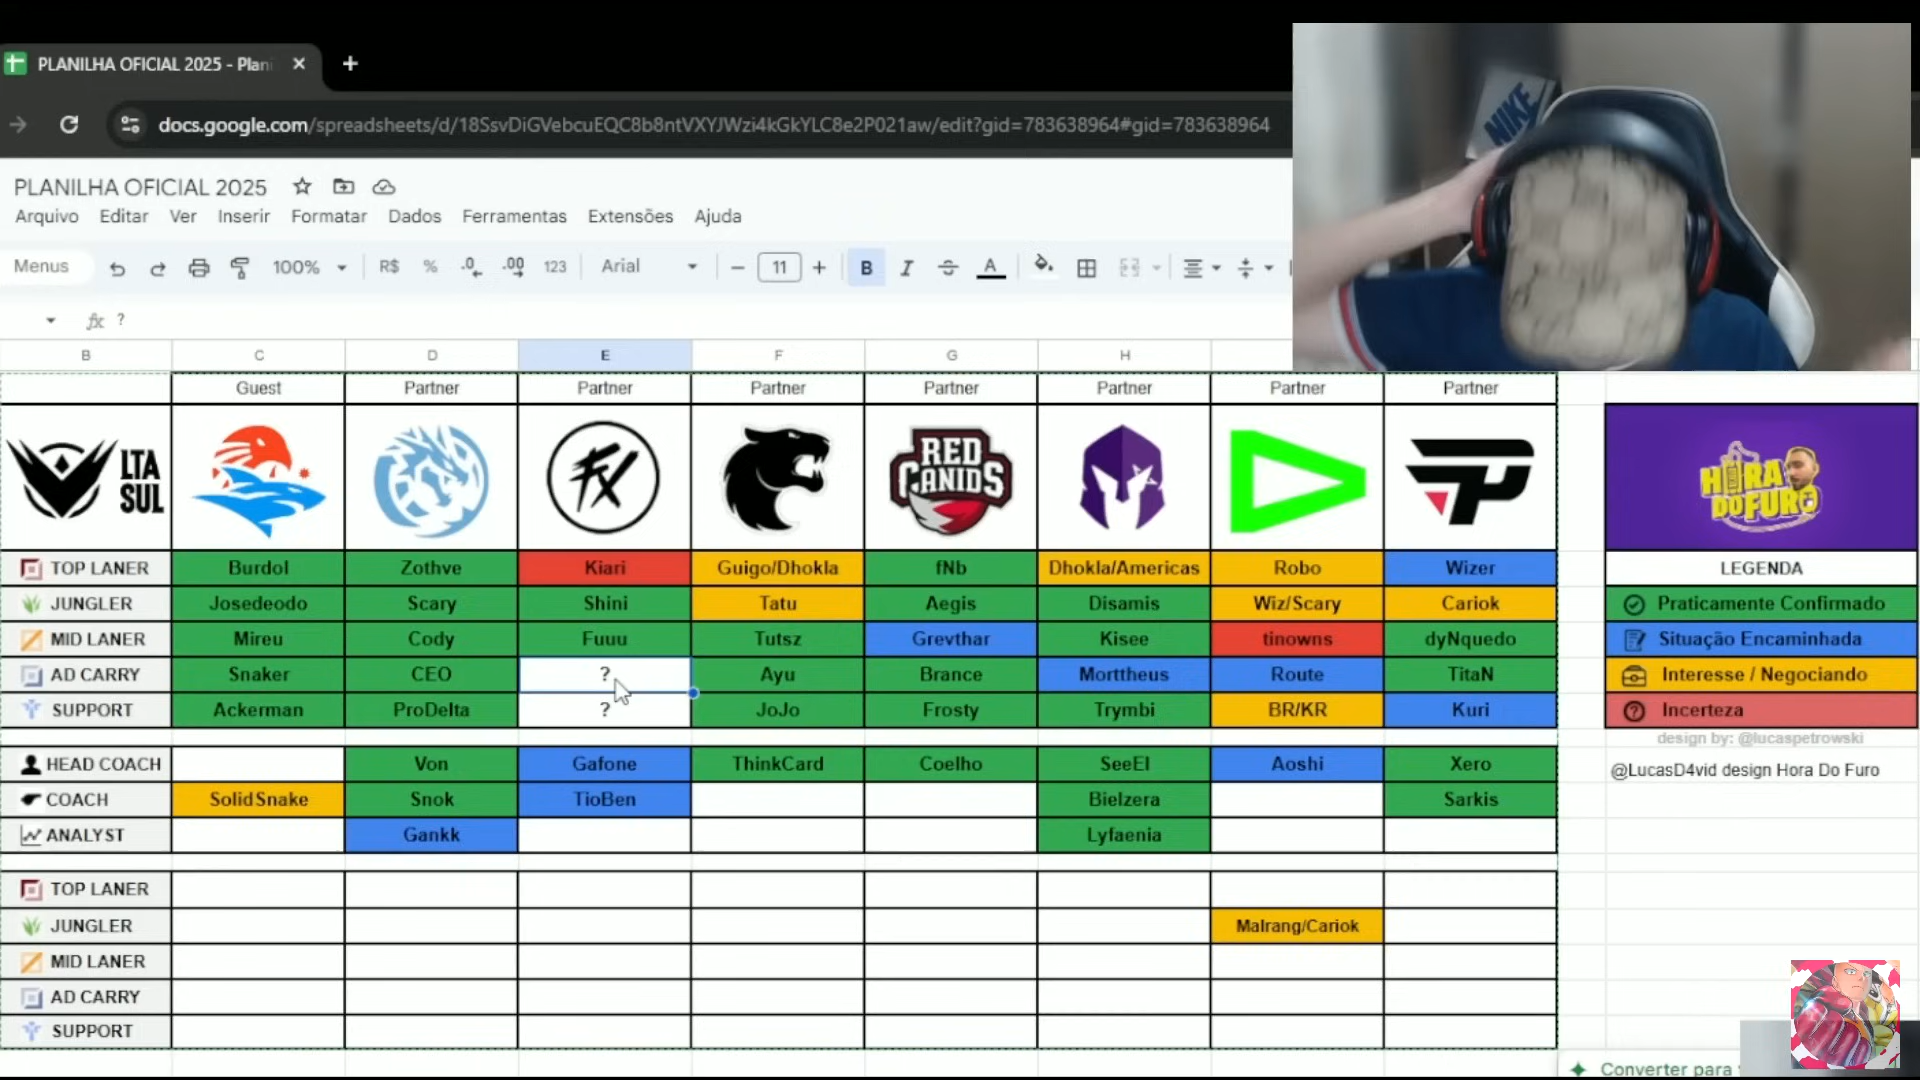 PLANILHA OFICIAL 2025 - Plani
docs.google.com/spreadsheets/d/18SsvDiGVebcuEQC8b8ntVXYJWzi4kGkYLC8e2P021aw/edit?gid=783638964#gid=783638964
NIKE
PLANILHA OFICIAL 2025
Arquivo Editar Ver Inserir Formatar Dados Ferramentas Extensões Ajuda
Menus 100% R$ % .0 .00 123 Arial 11 B I S A
fx ?
B C D E F G H
Guest Partner Partner Partner Partner Partner Partner Partner
LTA SUL FX RED CANIDS HORA DO FURO
TOP LANER Burdol Zothve Kiari Guigo/Dhokla fNb Dhokla/Americas Robo Wizer LEGENDA
JUNGLER Josedeodo Scary Shini Tatu Aegis Disamis Wiz/Scary Cariok Praticamente Confirmado
MID LANER Mireu Cody Fuuu Tutsz Grevthar Kisee tinowns dyNquedo Situação Encaminhada
AD CARRY Snaker CEO ? Ayu Brance Morttheus Route TitaN Interesse / Negociando
SUPPORT Ackerman ProDelta ? JoJo Frosty Trymbi BR/KR Kuri Incerteza
design by: @lucaspetrowski
HEAD COACH Von Gafone ThinkCard Coelho SeeEl Aoshi Xero @LucasD4vid design Hora Do Furo
COACH SolidSnake Snok TioBen Bielzera Sarkis
ANALYST Gankk Lyfaenia
TOP LANER
JUNGLER Malrang/Cariok
MID LANER
AD CARRY
SUPPORT
Converter para